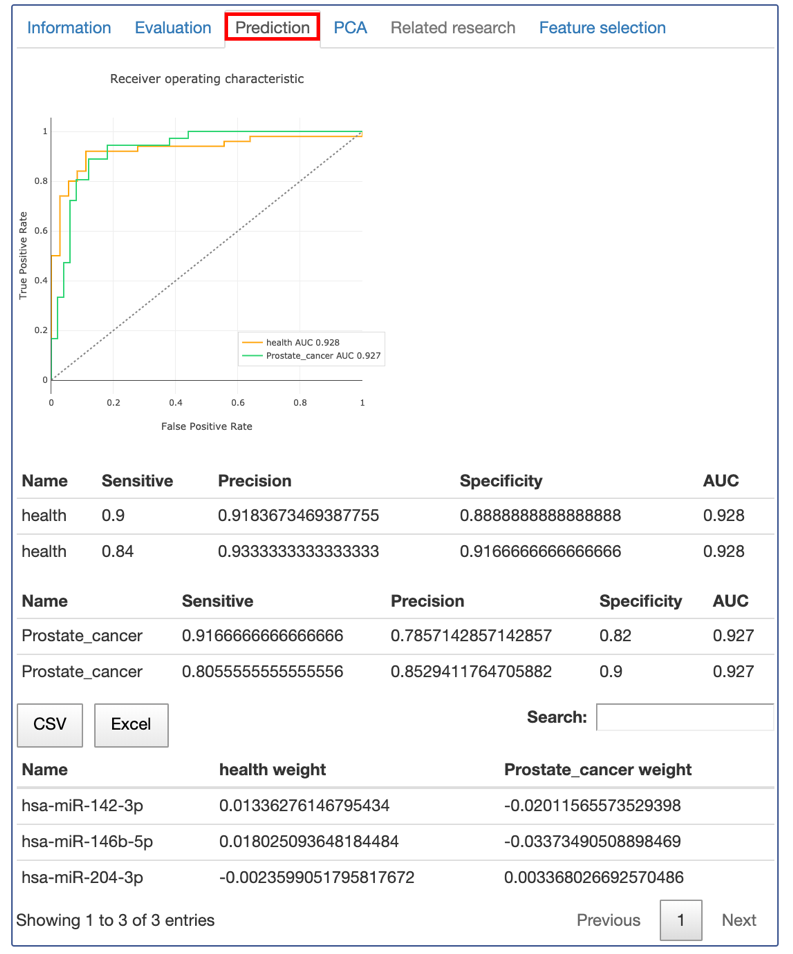 Information Evaluation Prediction PCA Related research Feature selection
Receiver operating characteristic
1
0.8
0.6
0.4
0.2
0
True Positive Rate
health AUC 0.928
Prostate_cancer AUC 0.927
0 0.2 0.4 0.6 0.8 1
False Positive Rate
Name Sensitive Precision Specificity AUC
health 0.9 0.9183673469387755 0.8888888888888888 0.928
health 0.84 0.9333333333333333 0.9166666666666666 0.928
Name Sensitive Precision Specificity AUC
Prostate_cancer 0.9166666666666666 0.7857142857142857 0.82 0.927
Prostate_cancer 0.8055555555555556 0.8529411764705882 0.9 0.927
CSV Excel Search:
Name health weight Prostate_cancer weight
hsa-miR-142-3p 0.01336276146795434 -0.02011565573529398
hsa-miR-146b-5p 0.018025093648184484 -0.03373490508898469
hsa-miR-204-3p -0.0023599051795817672 0.003368026692570486
Showing 1 to 3 of 3 entries Previous 1 Next